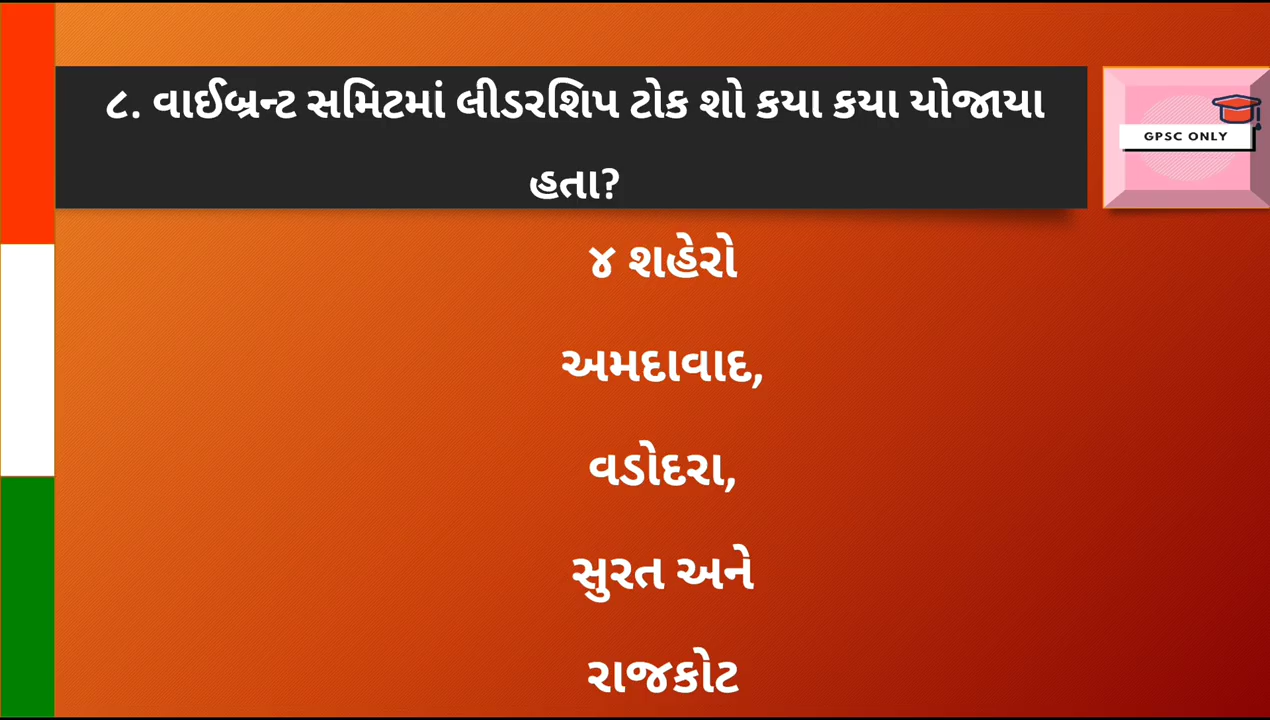 ૮. વાઈબ્રન્ટ સમિટમાં લીડરશિપ ટોક શો કયા કયા યોજાયા
હતા?
GPSC ONLY
૪ શહેરો
અમદાવાદ,
વડોદરા,
સુરત અને
રાજકોટ